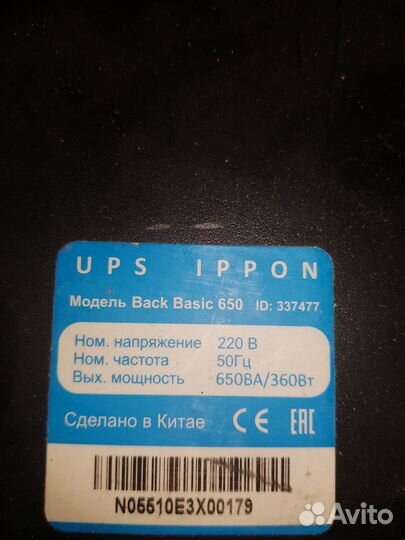 UPS IPPON
Модель Back Basic 650 ID: 337477
Ном. напряжение 220 В
Ном. частота 50Гц
Вых. мощность 650ВА/360Вт
Сделано в Китае CE EAC
N05510E3X00179
Avito